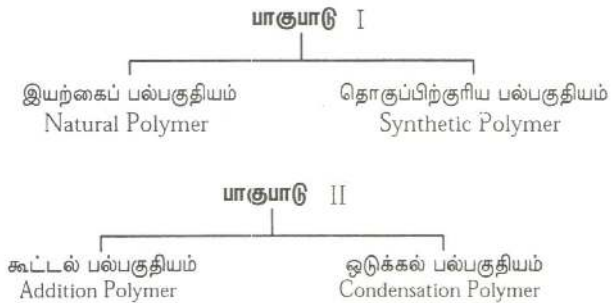 பாகுபாடு I
இயற்கைப் பல்பகுதியம் தொகுப்பிற்குரிய பல்பகுதியம்
Natural Polymer Synthetic Polymer
பாகுபாடு II
கூட்டல் பல்பகுதியம் ஒடுக்கல் பல்பகுதியம்
Addition Polymer Condensation Polymer